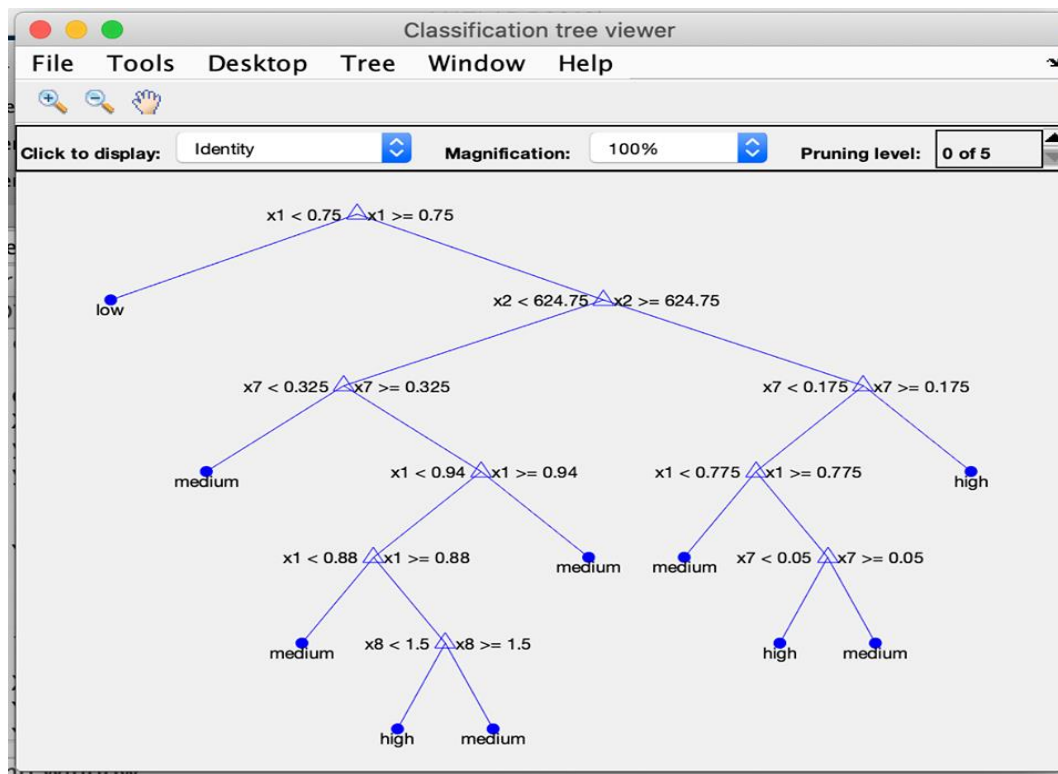 Classification tree viewer
File Tools Desktop Tree Window Help
Click to display: Identity Magnification: 100% Pruning level: 0 of 5
x1 < 0.75 x1 >= 0.75
low
x2 < 624.75 x2 >= 624.75
x7 < 0.325 x7 >= 0.325 x7 < 0.175 x7 >= 0.175
medium x1 < 0.94 x1 >= 0.94 x1 < 0.775 x1 >= 0.775 high
x1 < 0.88 x1 >= 0.88 medium medium x7 < 0.05 x7 >= 0.05
medium x8 < 1.5 x8 >= 1.5 high medium
high medium